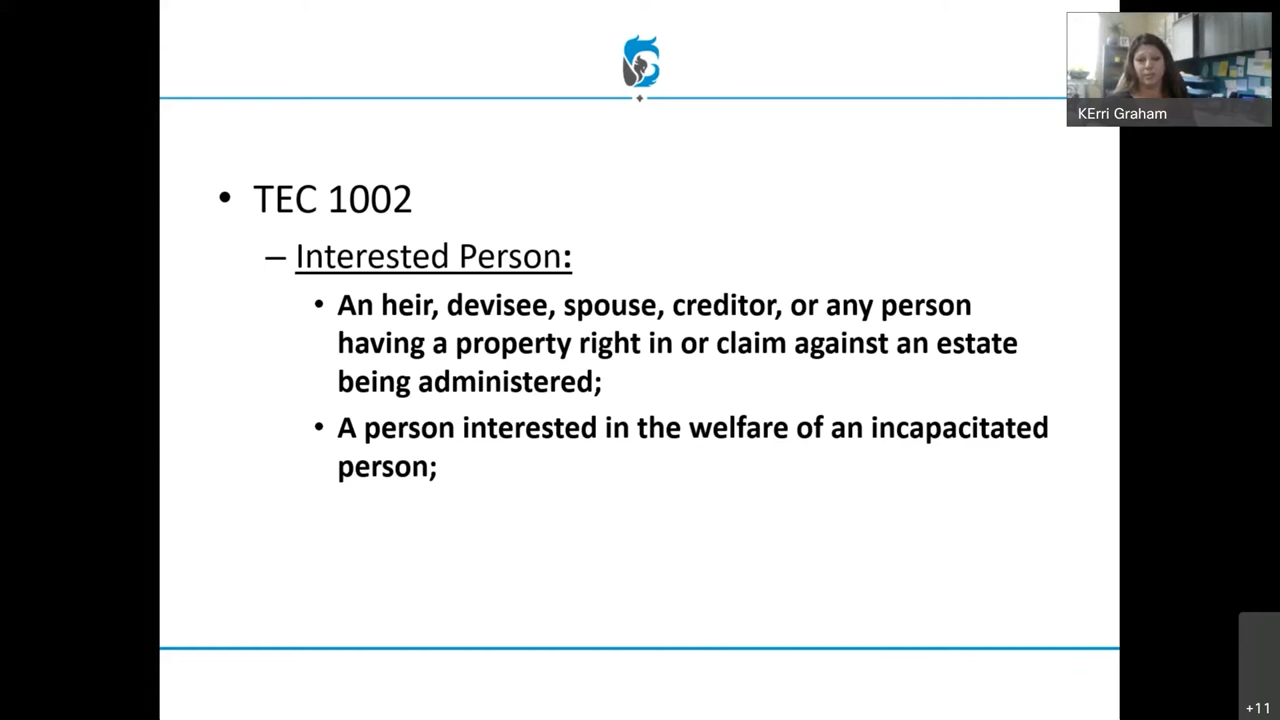 KErri Graham
• TEC 1002
– Interested Person:
• An heir, devisee, spouse, creditor, or any person
having a property right in or claim against an estate
being administered;
• A person interested in the welfare of an incapacitated
person;
+11